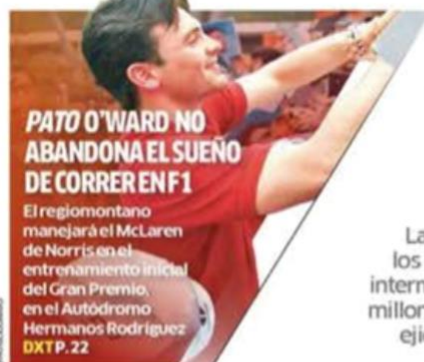 PATO O'WARD NO
ABANDONA EL SUEÑO
DE CORRER EN F1
El regiomontano
manejará el McLaren
de Norris en el
entrenamiento inicial
del Gran Premio,
en el Autódromo
Hermanos Rodríguez
DXT P. 22
La
los
interm
millon
ejid